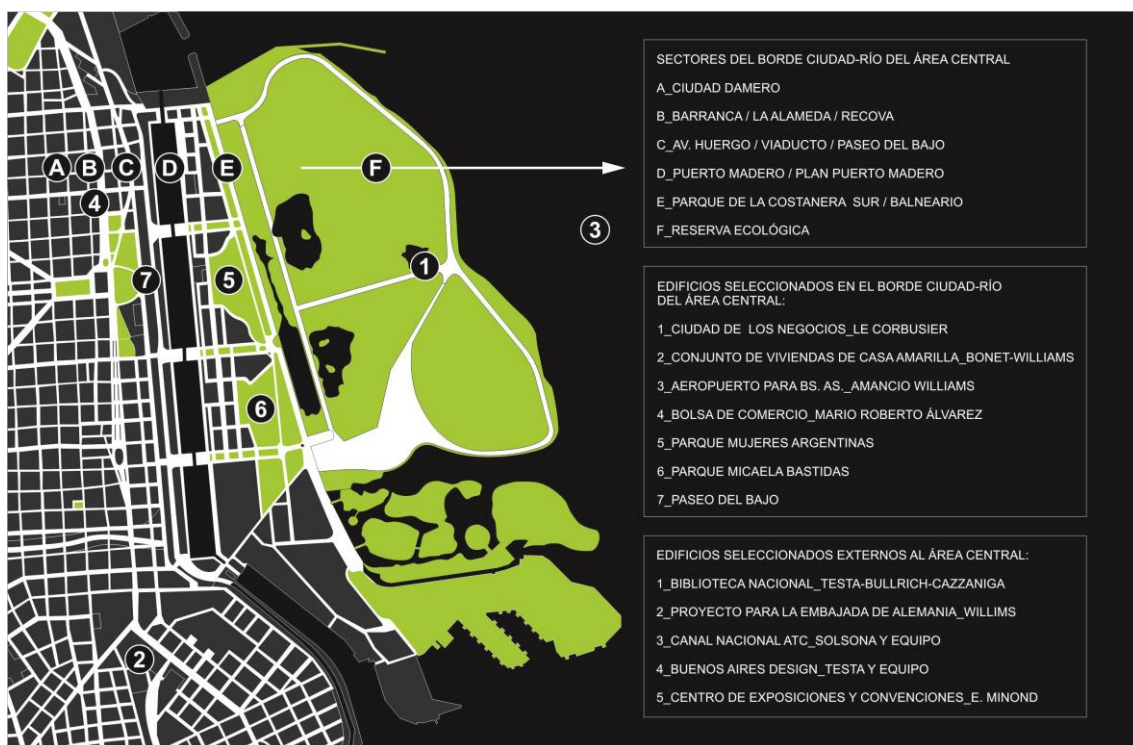 A B C D E F
4
3
7 5 1
6
2
SECTORES DEL BORDE CIUDAD-RÍO DEL ÁREA CENTRAL
A_CIUDAD DAMERO
B_BARRANCA / LA ALAMEDA / RECOVA
C_AV. HUERGO / VIADUCTO / PASEO DEL BAJO
D_PUERTO MADERO / PLAN PUERTO MADERO
E_PARQUE DE LA COSTANERA SUR / BALNEARIO
F_RESERVA ECOLÓGICA
EDIFICIOS SELECCIONADOS EN EL BORDE CIUDAD-RÍO
DEL ÁREA CENTRAL:
1_CIUDAD DE LOS NEGOCIOS_LE CORBUSIER
2_CONJUNTO DE VIVIENDAS DE CASA AMARILLA_BONET-WILLIAMS
3_AEROPUERTO PARA BS. AS._AMANCIO WILLIAMS
4_BOLSA DE COMERCIO_MARIO ROBERTO ÁLVAREZ
5_PARQUE MUJERES ARGENTINAS
6_PARQUE MICAELA BASTIDAS
7_PASEO DEL BAJO
EDIFICIOS SELECCIONADOS EXTERNOS AL ÁREA CENTRAL:
1_BIBLIOTECA NACIONAL_TESTA-BULLRICH-CAZZANIGA
2_PROYECTO PARA LA EMBAJADA DE ALEMANIA_WILLIMS
3_CANAL NACIONAL ATC_SOLSONA Y EQUIPO
4_BUENOS AIRES DESIGN_TESTA Y EQUIPO
5_CENTRO DE EXPOSICIONES Y CONVENCIONES_E. MINOND